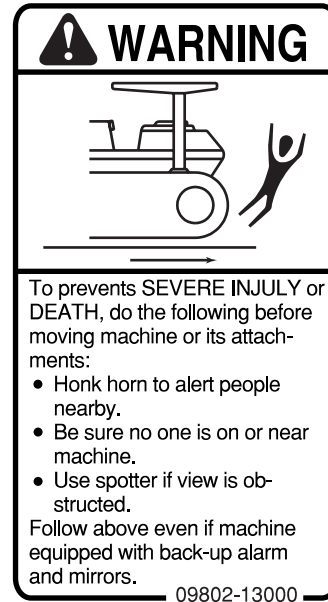 WARNING
To prevents SEVERE INJULY or
DEATH, do the following before
moving machine or its attach-
ments:
• Honk horn to alert people
nearby.
• Be sure no one is on or near
machine.
• Use spotter if view is ob-
structed.
Follow above even if machine
equipped with back-up alarm
and mirrors.
09802-13000